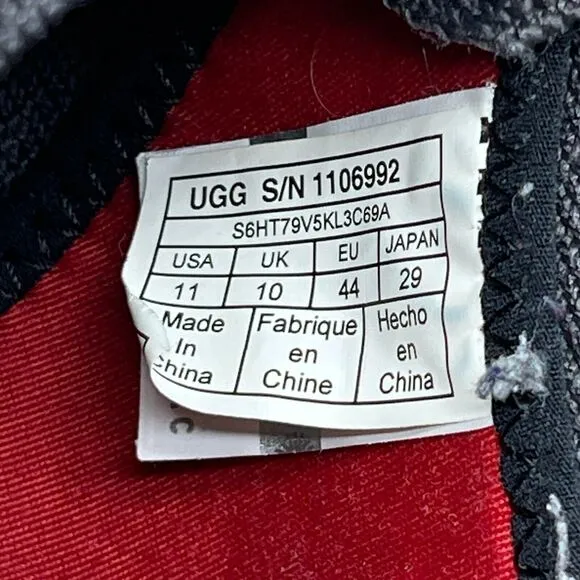 UGG S/N 1106992
S6HT79V5KL3C69A
USA UK EU JAPAN
11 10 44 29
Made Fabrique Hecho
In en en
China Chine China
C